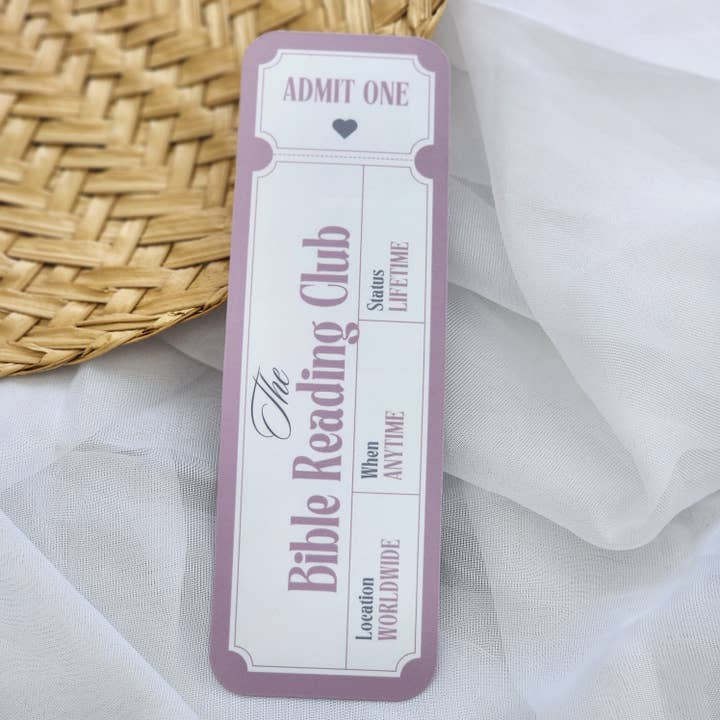 ADMIT ONE
The
Bible Reading Club
Location
WORLDWIDE
When
ANYTIME
Status
LIFETIME